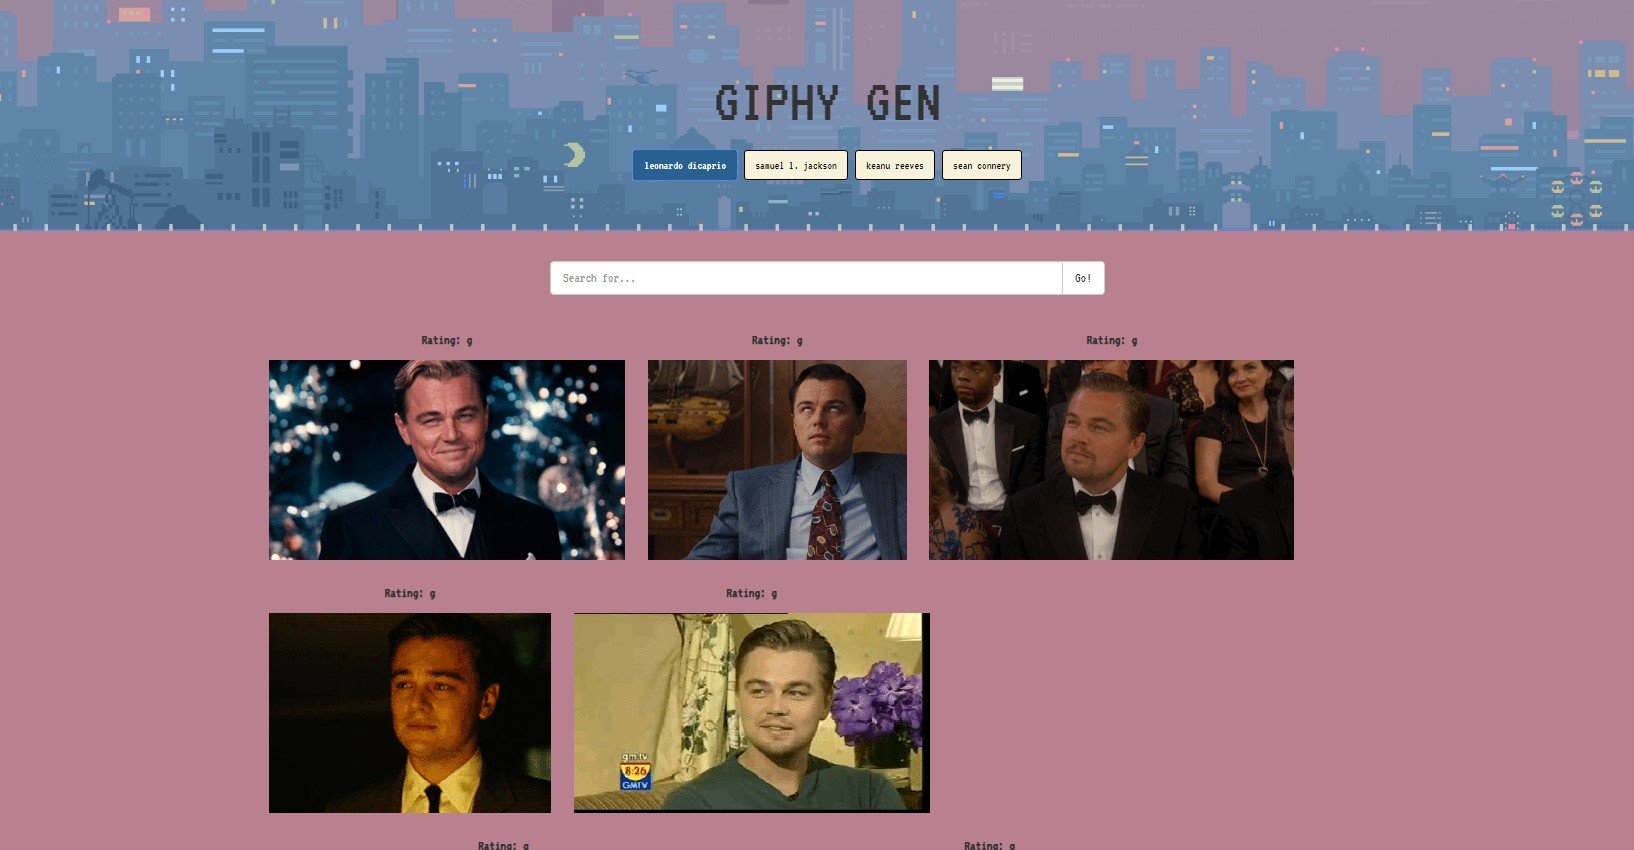 GIPHY GEN
leonardo dicaprio samuel l. jackson keanu reeves sean connery
Search for... Go!
Rating: g Rating: g Rating: g
Rating: g Rating: g
gm.tv
8:26
GMTV
Rating: g Rating: g